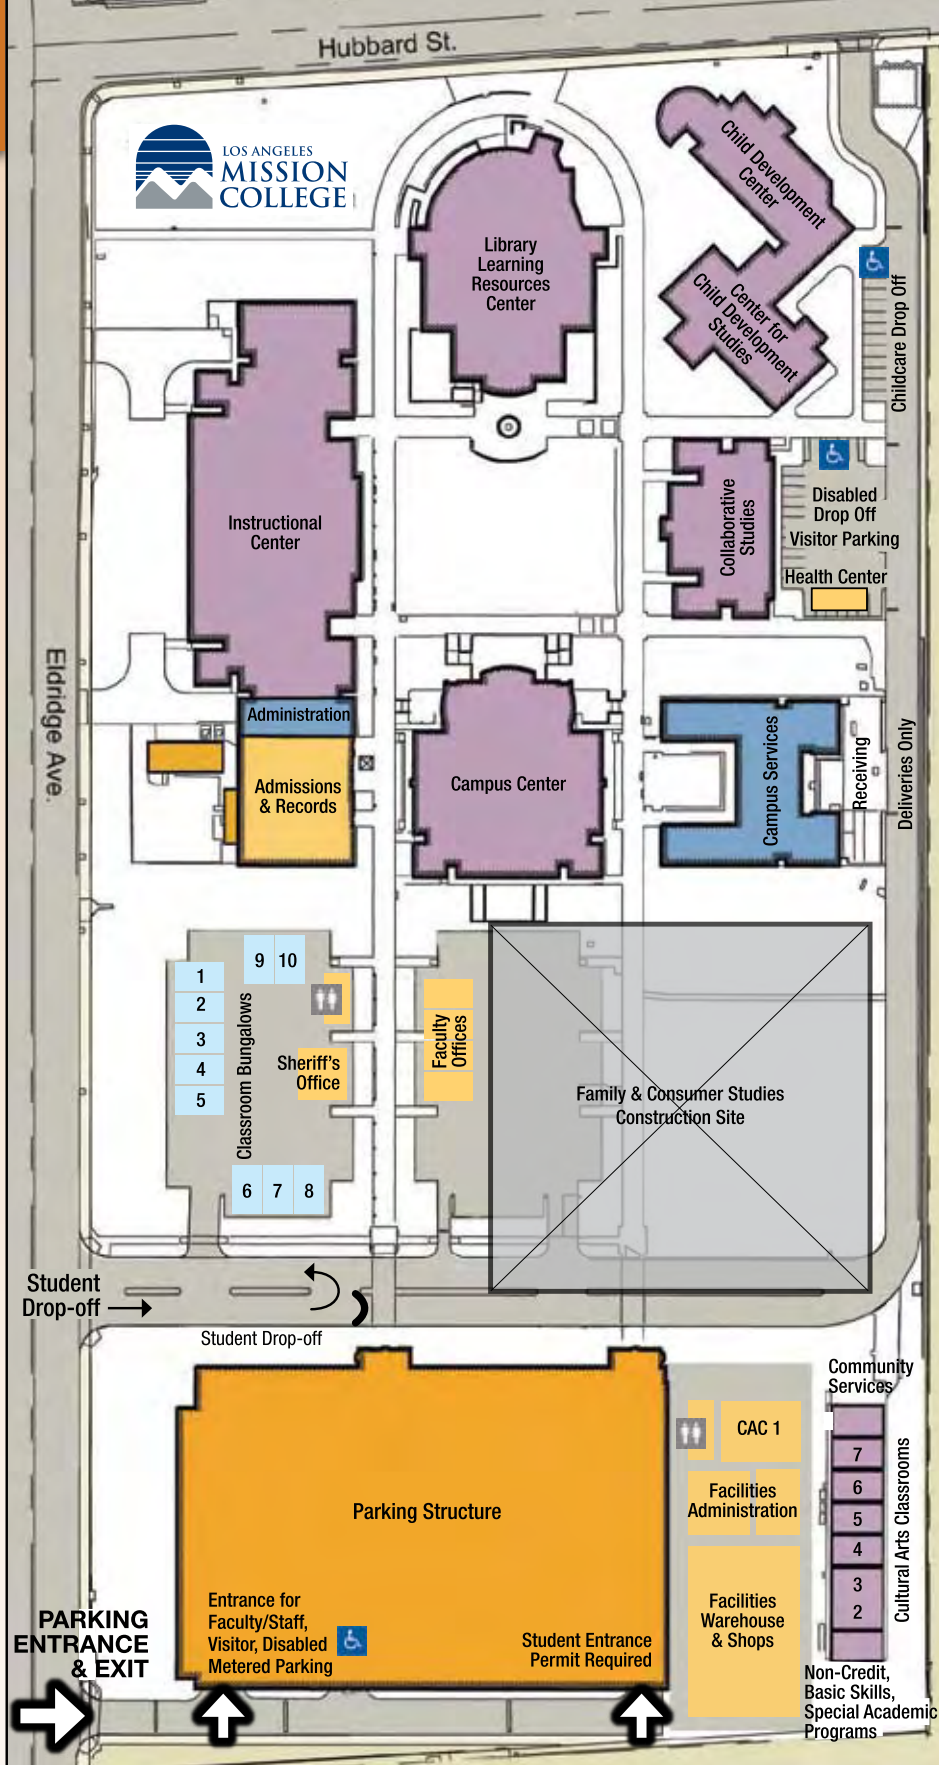 Hubbard St.
LOS ANGELES
MISSION
COLLEGE
Child Development
Center
Library
Learning
Resources
Center
Center for
Child Development
Studies
Childcare Drop Off
Instructional
Center
Collaborative
Studies
Disabled
Drop Off
Visitor Parking
Health Center
Eldridge Ave.
Administration
Admissions
& Records
Campus Center
Campus Services
Receiving
Deliveries Only
9
10
1
2
3
4
5
Classroom Bungalows
Sheriff's
Office
Faculty
Offices
6
7
8
Family & Consumer Studies
Construction Site
Student
Drop-off
Student Drop-off
Community
Services
CAC 1
Facilities
Administration
7
6
5
4
3
2
Cultural Arts Classrooms
Parking Structure
Facilities
Warehouse
& Shops
Entrance for
Faculty/Staff,
Visitor, Disabled
Metered Parking
Student Entrance
Permit Required
PARKING
ENTRANCE
& EXIT
Non-Credit,
Basic Skills,
Special Academic
Programs